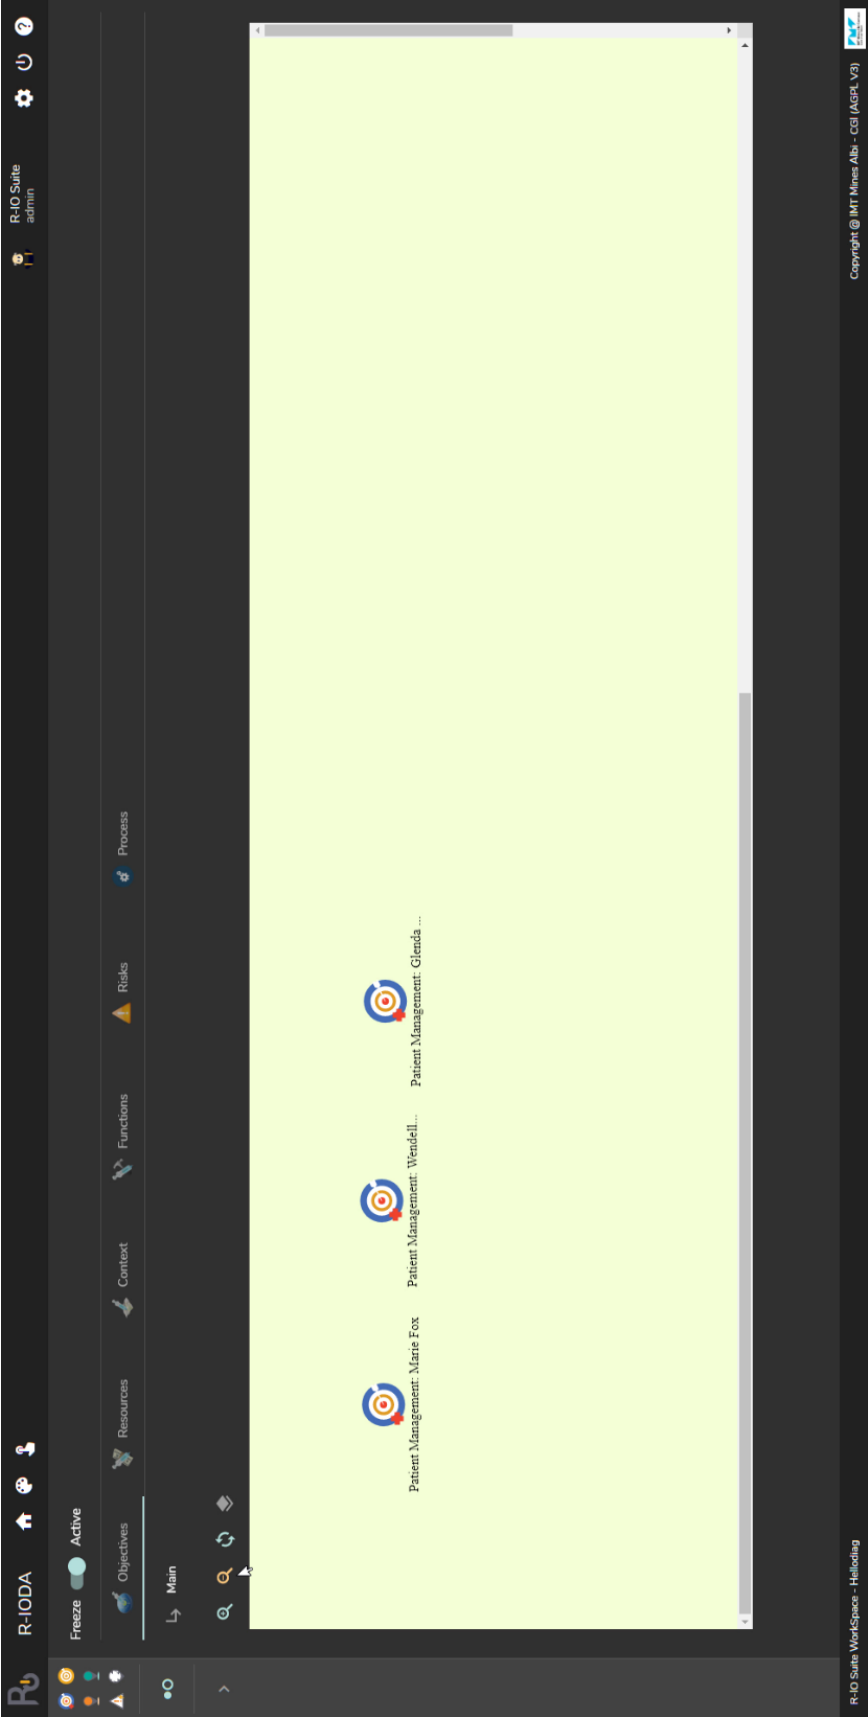 R-IODA
R-IO Suite
admin
Freeze
Active
Objectives
Resources
Context
Functions
Risks
Process
Main
Patient Management: Marie Fox
Patient Management: Wendell...
Patient Management: Glenda ...
R-IO Suite WorkSpace - Hellodiag
Copyright @ IMT Mines Albi - CGI (AGPL V3)